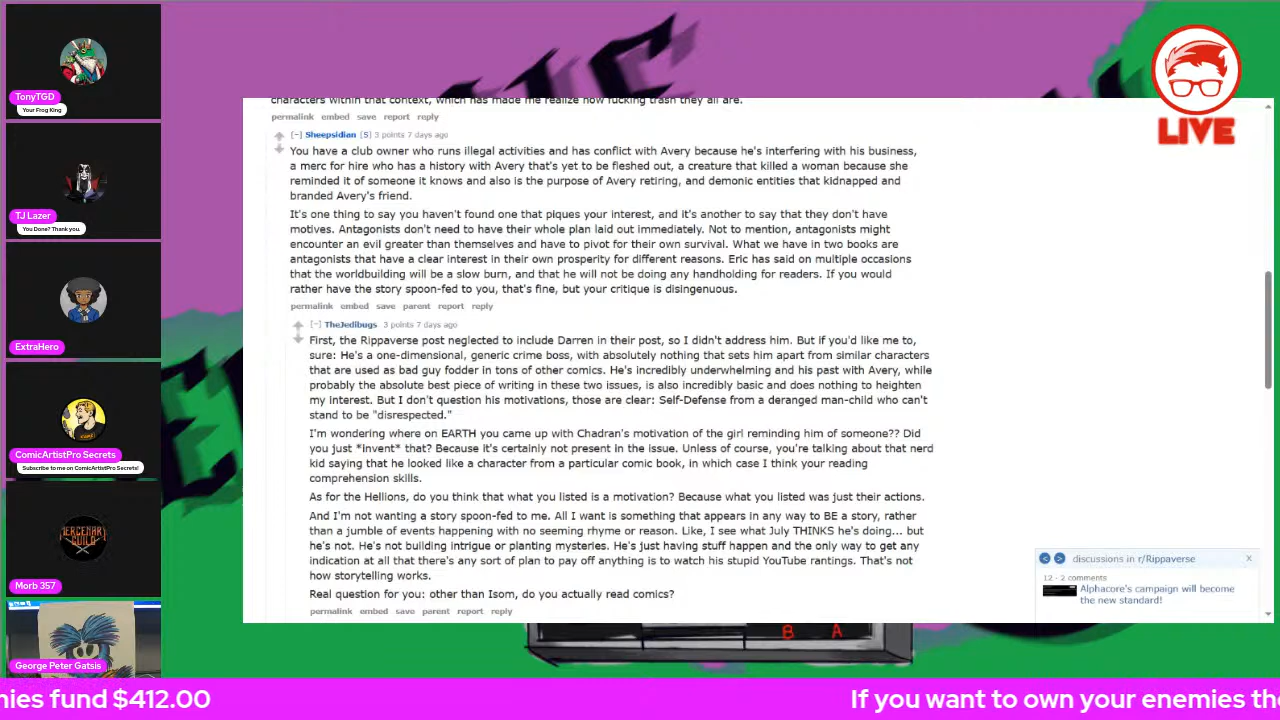 TonyTGD
Your Frog King
TJ Lazer
You Done? Thank you.
ExtraHero
ComicArtistPro Secrets
Subscribe to me on ComicArtistPro Secrets!
MERCENARY
GUILD
Morb 357
George Peter Gatsis
LIVE
characters within that context, which has made me realize how fucking trash they all are.
permalink embed save report reply
[–] Sheepsidian [S] 3 points 7 days ago
You have a club owner who runs illegal activities and has conflict with Avery because he's interfering with his business,
a merc for hire who has a history with Avery that's yet to be fleshed out, a creature that killed a woman because she
reminded it of someone it knows and also is the purpose of Avery retiring, and demonic entities that kidnapped and
branded Avery's friend.
It's one thing to say you haven't found one that piques your interest, and it's another to say that they don't have
motives. Antagonists don't need to have their whole plan laid out immediately. Not to mention, antagonists might
encounter an evil greater than themselves and have to pivot for their own survival. What we have in two books are
antagonists that have a clear interest in their own prosperity for different reasons. Eric has said on multiple occasions
that the worldbuilding will be a slow burn, and that he will not be doing any handholding for readers. If you would
rather have the story spoon-fed to you, that's fine, but your critique is disingenuous.
permalink embed save parent report reply
[–] TheJedibugs 3 points 7 days ago
First, the Rippaverse post neglected to include Darren in their post, so I didn't address him. But if you'd like me to,
sure: He's a one-dimensional, generic crime boss, with absolutely nothing that sets him apart from similar characters
that are used as bad guy fodder in tons of other comics. He's incredibly underwhelming and his past with Avery, while
probably the absolute best piece of writing in these two issues, is also incredibly basic and does nothing to heighten
my interest. But I don't question his motivations, those are clear: Self-Defense from a deranged man-child who can't
stand to be "disrespected."
I'm wondering where on EARTH you came up with Chadran's motivation of the girl reminding him of someone?? Did
you just *invent* that? Because it's certainly not present in the issue. Unless of course, you're talking about that nerd
kid saying that he looked like a character from a particular comic book, in which case I think your reading
comprehension skills.
As for the Hellions, do you think that what you listed is a motivation? Because what you listed was just their actions.
And I'm not wanting a story spoon-fed to me. All I want is something that appears in any way to BE a story, rather
than a jumble of events happening with no seeming rhyme or reason. Like, I see what July THINKS he's doing... but
he's not. He's not building intrigue or planting mysteries. He's just having stuff happen and the only way to get any
indication at all that there's any sort of plan to pay off anything is to watch his stupid YouTube rantings. That's not
how storytelling works.
Real question for you: other than Isom, do you actually read comics?
permalink embed save parent report reply
< > discussions in r/Rippaverse X
12 · 2 comments
Alphacore's campaign will become
the new standard!
B A
nies fund $412.00
If you want to own your enemies the